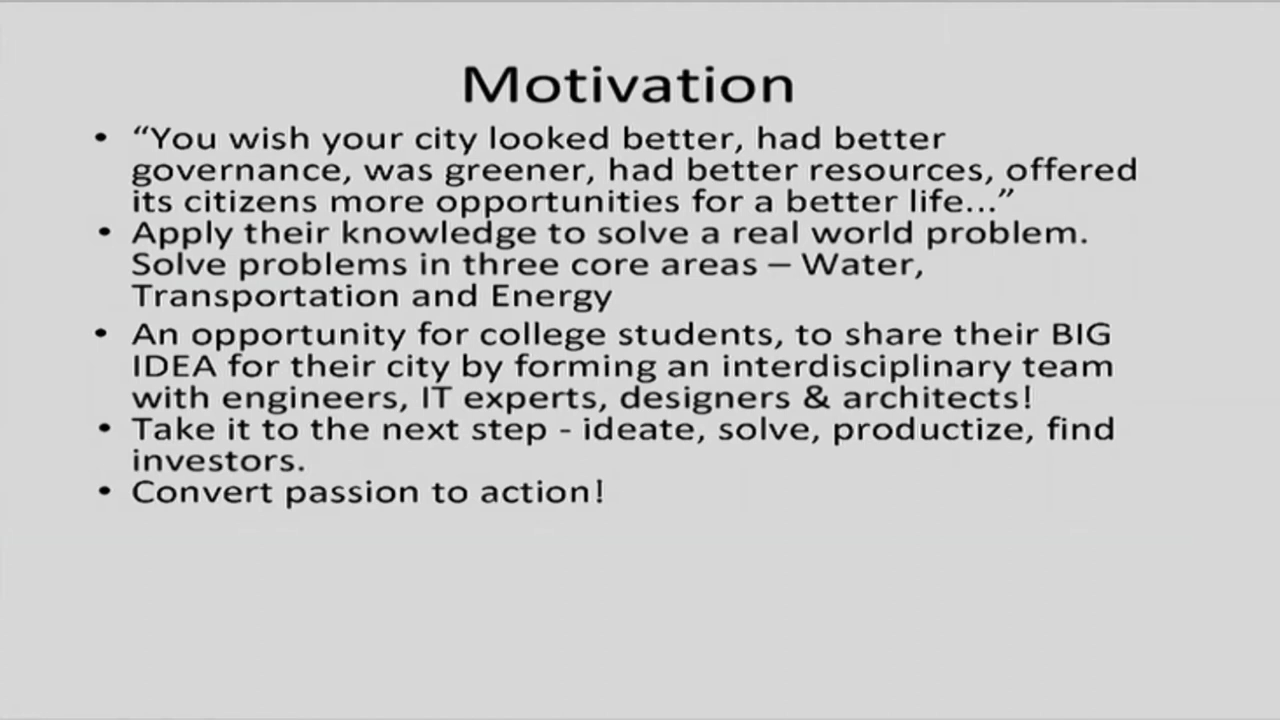 Motivation
• “You wish your city looked better, had better
governance, was greener, had better resources, offered
its citizens more opportunities for a better life...”
• Apply their knowledge to solve a real world problem.
Solve problems in three core areas – Water,
Transportation and Energy
• An opportunity for college students, to share their BIG
IDEA for their city by forming an interdisciplinary team
with engineers, IT experts, designers & architects!
• Take it to the next step - ideate, solve, productize, find
investors.
• Convert passion to action!